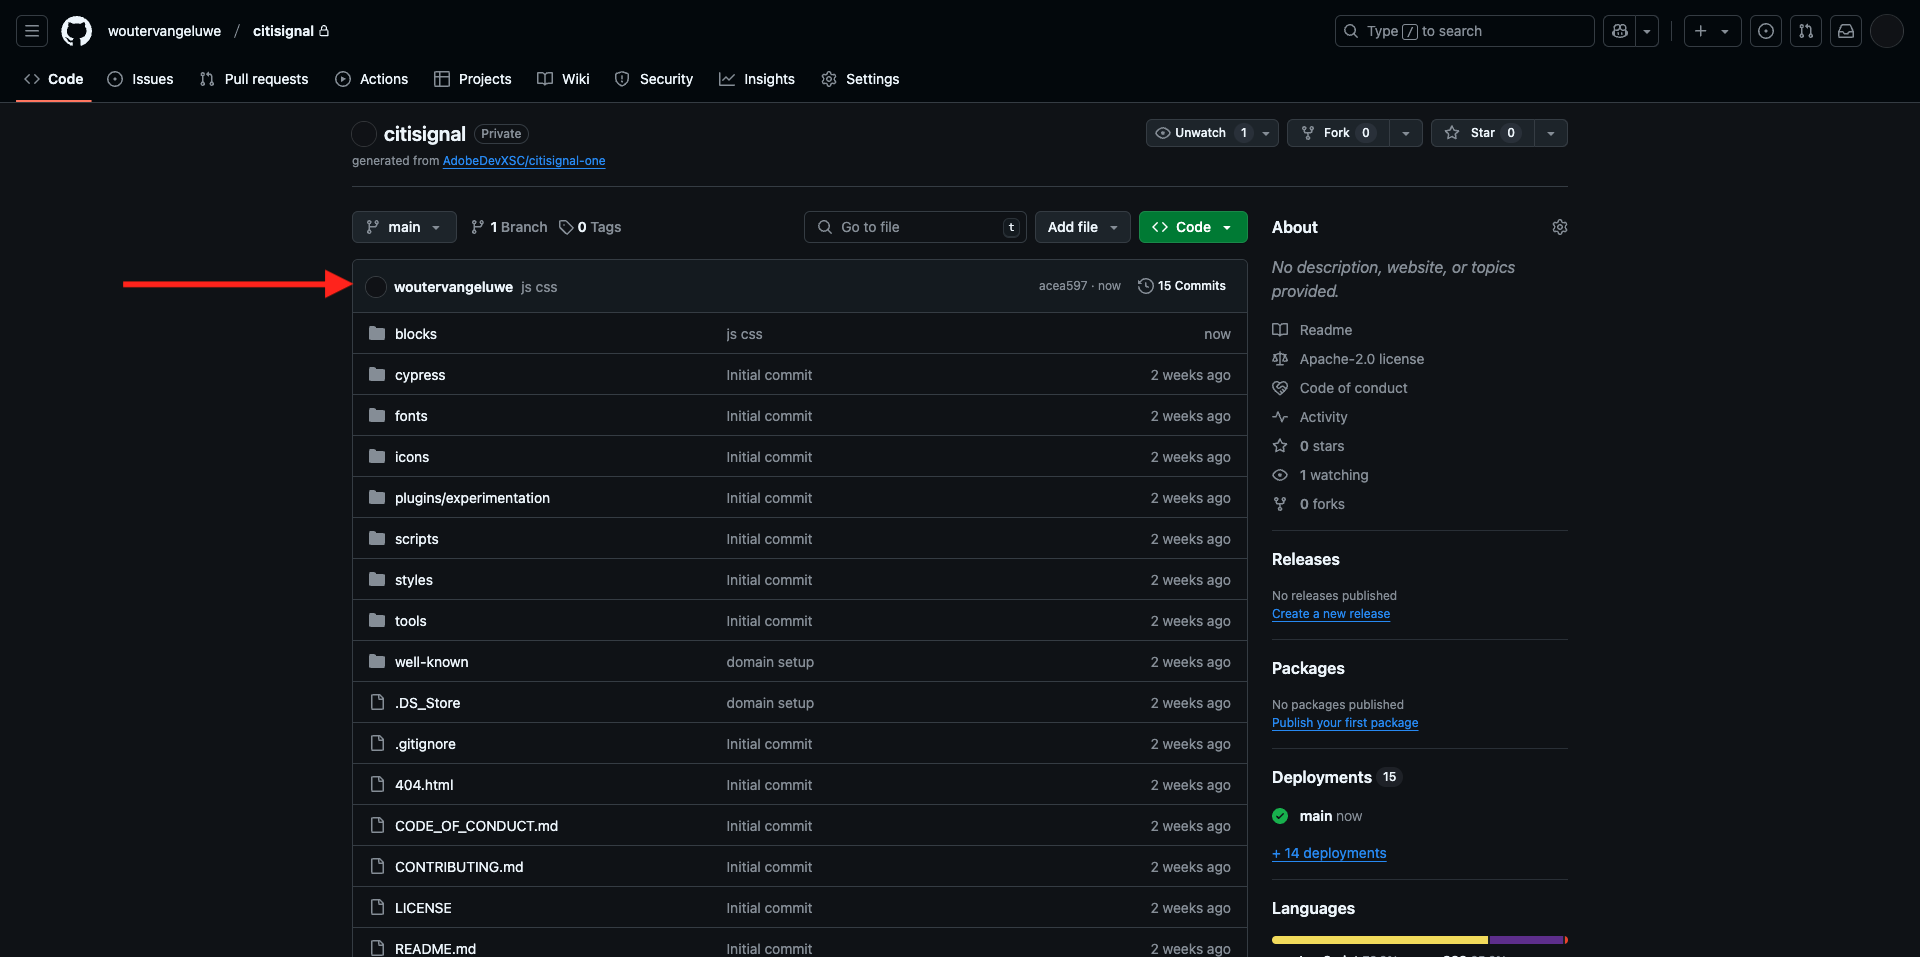 woutervangeluwe / citisignal
Type / to search
Code
Issues
Pull requests
Actions
Projects
Wiki
Security
Insights
Settings
citisignal Private
generated from AdobeDevXSC/citisignal-one
Unwatch 1
Fork 0
Star 0
main
1 Branch
0 Tags
Go to file t
Add file
Code
woutervangeluwe js css acea597 · now 15 Commits
blocks js css now
cypress Initial commit 2 weeks ago
fonts Initial commit 2 weeks ago
icons Initial commit 2 weeks ago
plugins/experimentation Initial commit 2 weeks ago
scripts Initial commit 2 weeks ago
styles Initial commit 2 weeks ago
tools Initial commit 2 weeks ago
well-known domain setup 2 weeks ago
.DS_Store domain setup 2 weeks ago
.gitignore Initial commit 2 weeks ago
404.html Initial commit 2 weeks ago
CODE_OF_CONDUCT.md Initial commit 2 weeks ago
CONTRIBUTING.md Initial commit 2 weeks ago
LICENSE Initial commit 2 weeks ago
README.md Initial commit 2 weeks ago
About
No description, website, or topics
provided.
Readme
Apache-2.0 license
Code of conduct
Activity
0 stars
1 watching
0 forks
Releases
No releases published
Create a new release
Packages
No packages published
Publish your first package
Deployments 15
main now
+ 14 deployments
Languages